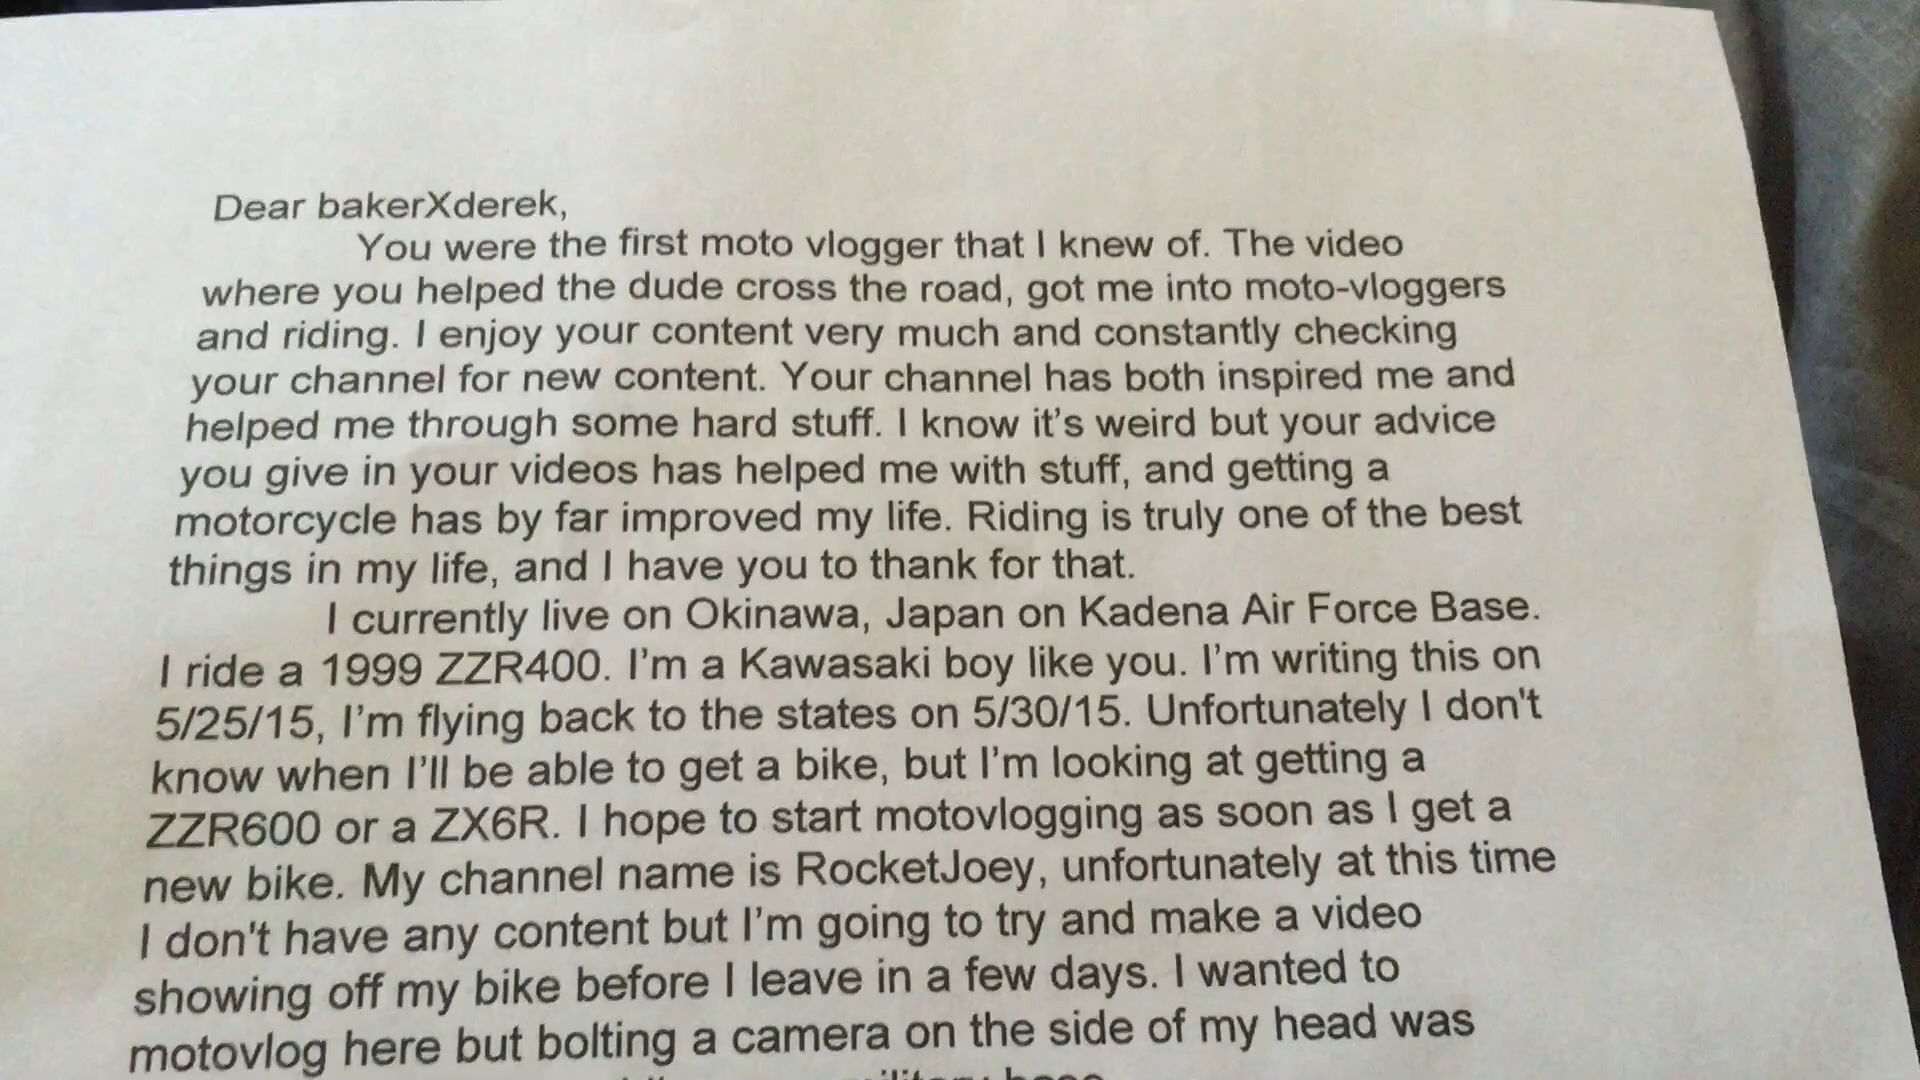 Dear bakerXderek,
You were the first moto vlogger that I knew of. The video
where you helped the dude cross the road, got me into moto-vloggers
and riding. I enjoy your content very much and constantly checking
your channel for new content. Your channel has both inspired me and
helped me through some hard stuff. I know it's weird but your advice
you give in your videos has helped me with stuff, and getting a
motorcycle has by far improved my life. Riding is truly one of the best
things in my life, and I have you to thank for that.
I currently live on Okinawa, Japan on Kadena Air Force Base.
I ride a 1999 ZZR400. I'm a Kawasaki boy like you. I'm writing this on
5/25/15, I'm flying back to the states on 5/30/15. Unfortunately I don't
know when I'll be able to get a bike, but I'm looking at getting a
ZZR600 or a ZX6R. I hope to start motovlogging as soon as I get a
new bike. My channel name is RocketJoey, unfortunately at this time
I don't have any content but I'm going to try and make a video
showing off my bike before I leave in a few days. I wanted to
motovlog here but bolting a camera on the side of my head was